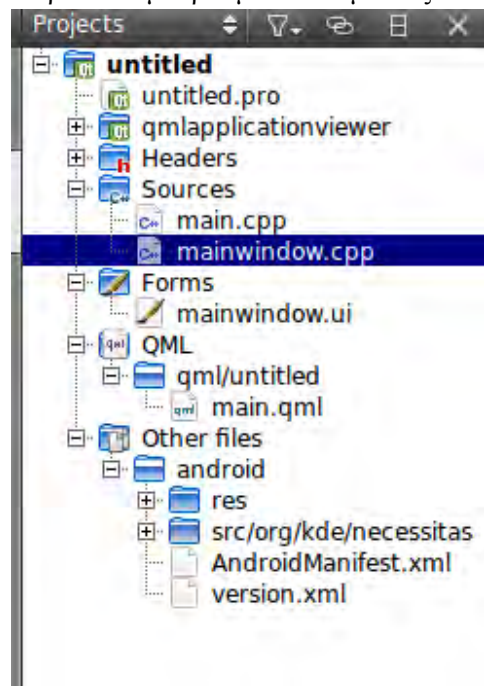 Projects
untitled
untitled.pro
qmlapplicationviewer
Headers
Sources
main.cpp
mainwindow.cpp
Forms
mainwindow.ui
QML
qml/untitled
main.qml
Other files
android
res
src/org/kde/necessitas
AndroidManifest.xml
version.xml